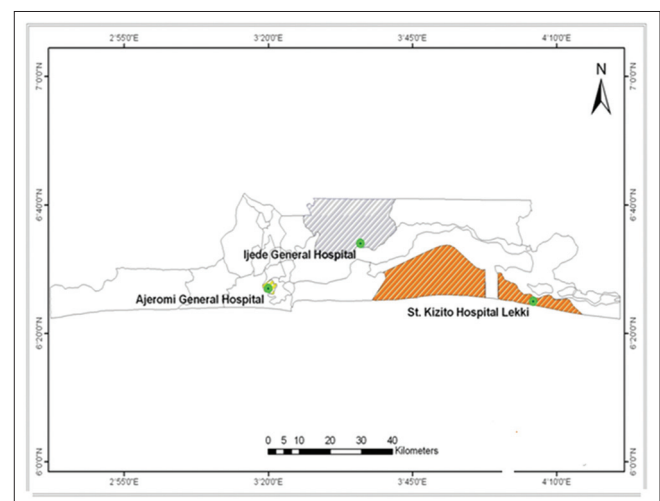 2°55'0"E 3°20'0"E 3°45'0"E 4°10'0"E
N
7°0'0"N 7°0'0"N
6°40'0"N 6°40'0"N
Ijede General Hospital
Ajeromi General Hospital
St. Kizito Hospital Lekki
6°20'0"N 6°20'0"N
0 5 10 20 30 40
Kilometers
6°0'0"N 6°0'0"N
2°55'0"E 3°20'0"E 3°45'0"E 4°10'0"E